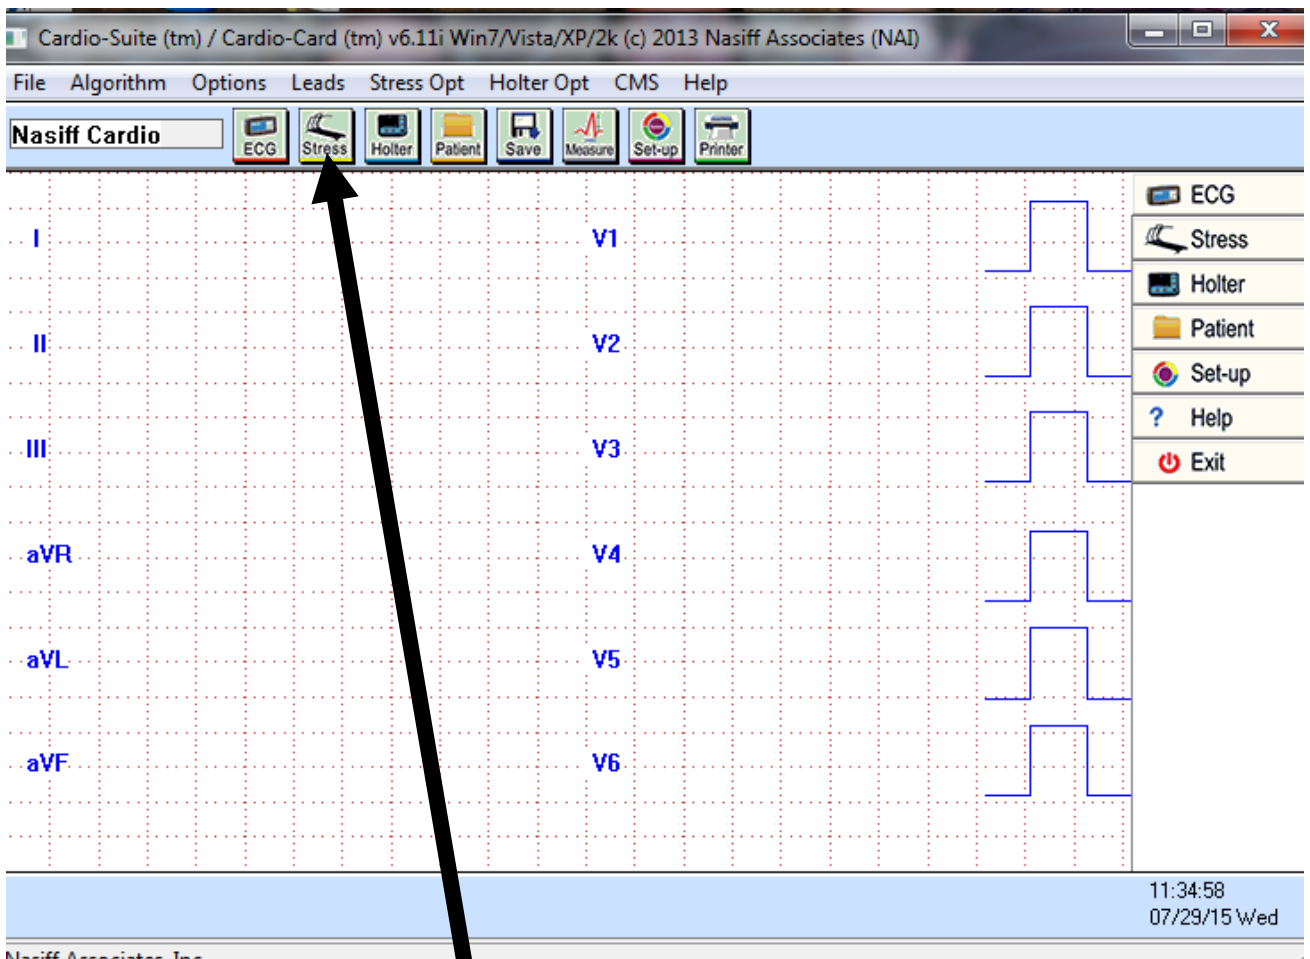 Cardio-Suite (tm) / Cardio-Card (tm) v6.11i Win7/Vista/XP/2k (c) 2013 Nasiff Associates (NAI)
File Algorithm Options Leads Stress Opt Holter Opt CMS Help
Nasiff Cardio ECG Stress Holter Patient Save Measure Set-up Printer
I V1
II V2
III V3
aVR V4
aVL V5
aVF V6
ECG
Stress
Holter
Patient
Set-up
? Help
Exit
11:34:58
07/29/15 Wed
Nasiff Associates, Inc